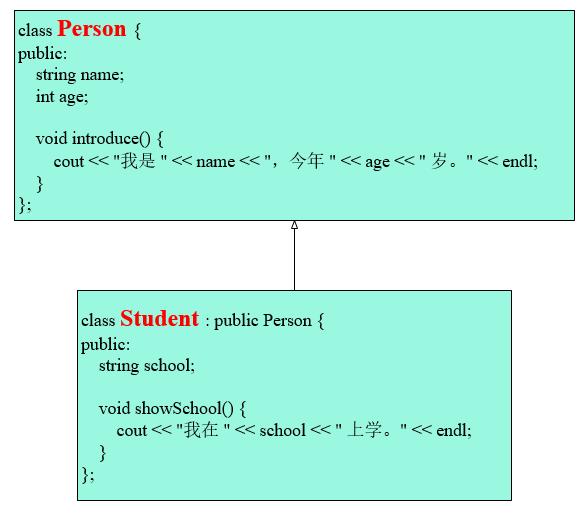 class Person {
public:
    string name;
    int age;

    void introduce() {
        cout << "我是 " << name << ", 今年 " << age << " 岁。" << endl;
    }
};
class Student : public Person {
public:
    string school;

    void showSchool() {
        cout << "我在 " << school << " 上学。" << endl;
    }
};